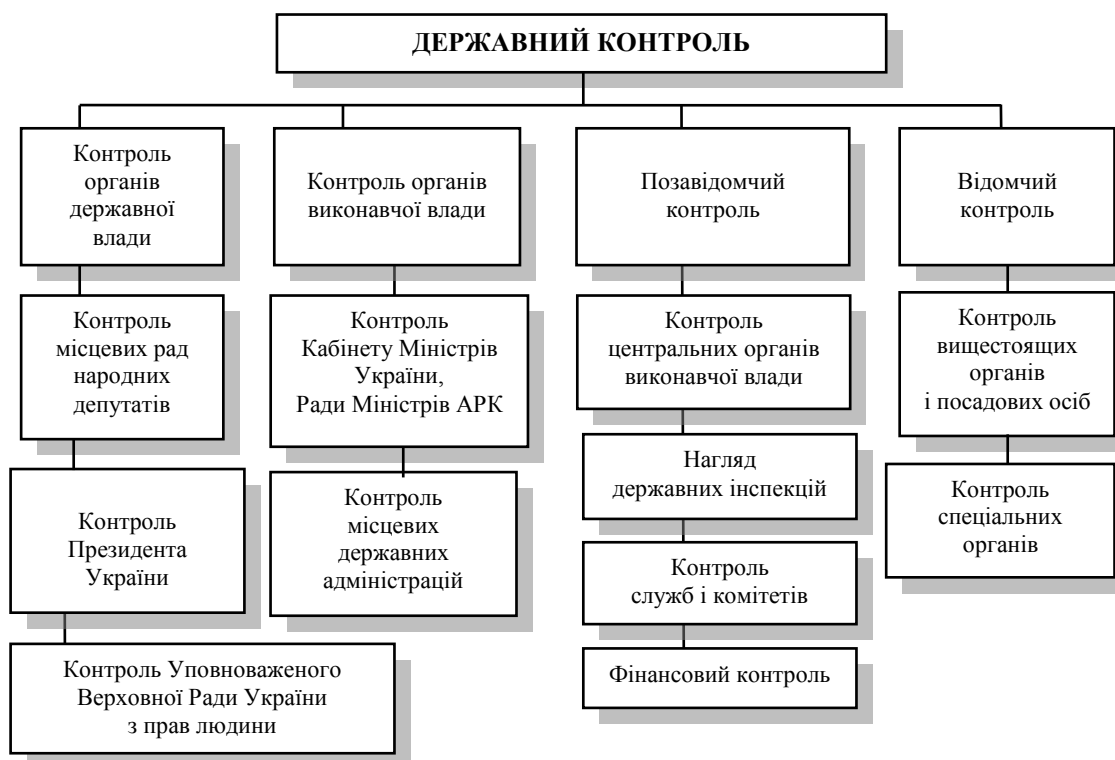 ДЕРЖАВНИЙ КОНТРОЛЬ
Контроль
органів
державної
влади
Контроль органів
виконавчої влади
Позавідомчий
контроль
Відомчий
контроль
Контроль
місцевих рад
народних
депутатів
Контроль
Кабінету Міністрів
України,
Ради Міністрів АРК
Контроль
центральних органів
виконавчої влади
Контроль
вищестоящих
органів
і посадових осіб
Контроль
Президента
України
Контроль
місцевих
державних
адміністрацій
Нагляд
державних інспекцій
Контроль
спеціальних
органів
Контроль
служб і комітетів
Контроль Уповноваженого
Верховної Ради України
з прав людини
Фінансовий контроль